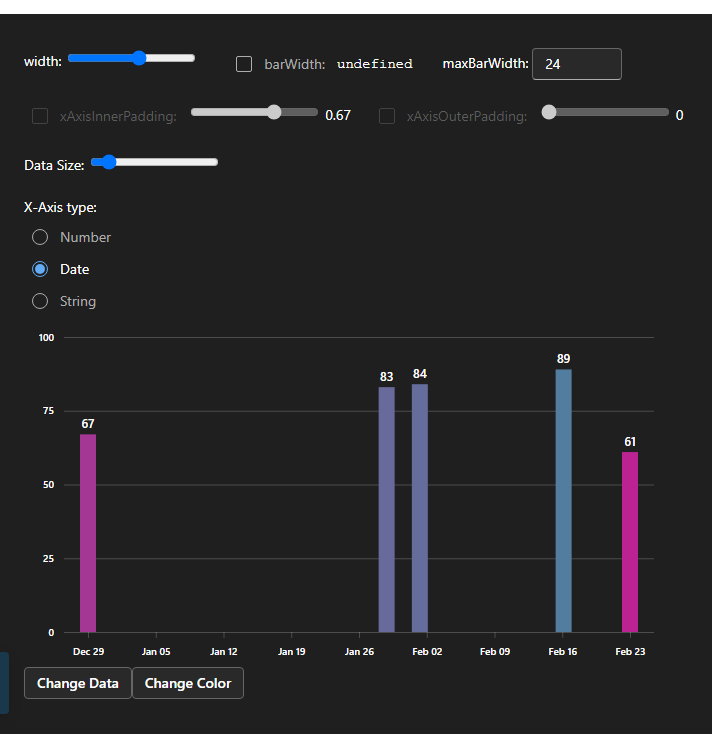 width: barWidth: undefined maxBarWidth: 24
xAxisInnerPadding: 0.67 xAxisOuterPadding: 0
Data Size:
X-Axis type:
Number
Date
String
100
89
84
83
75
67
61
50
25
0
Dec 29 Jan 05 Jan 12 Jan 19 Jan 26 Feb 02 Feb 09 Feb 16 Feb 23
Change Data Change Color